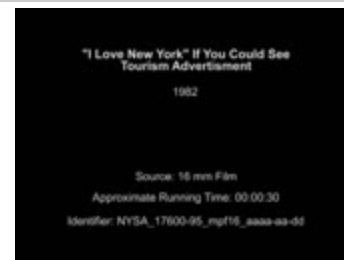 "I Love New York" If You Could See
Tourism Advertisment
1982
Source: 16 mm Film
Approximate Running Time: 00:00:30
Identifier: NYSA_17600-95_mpf16_aaaa-aa-dd